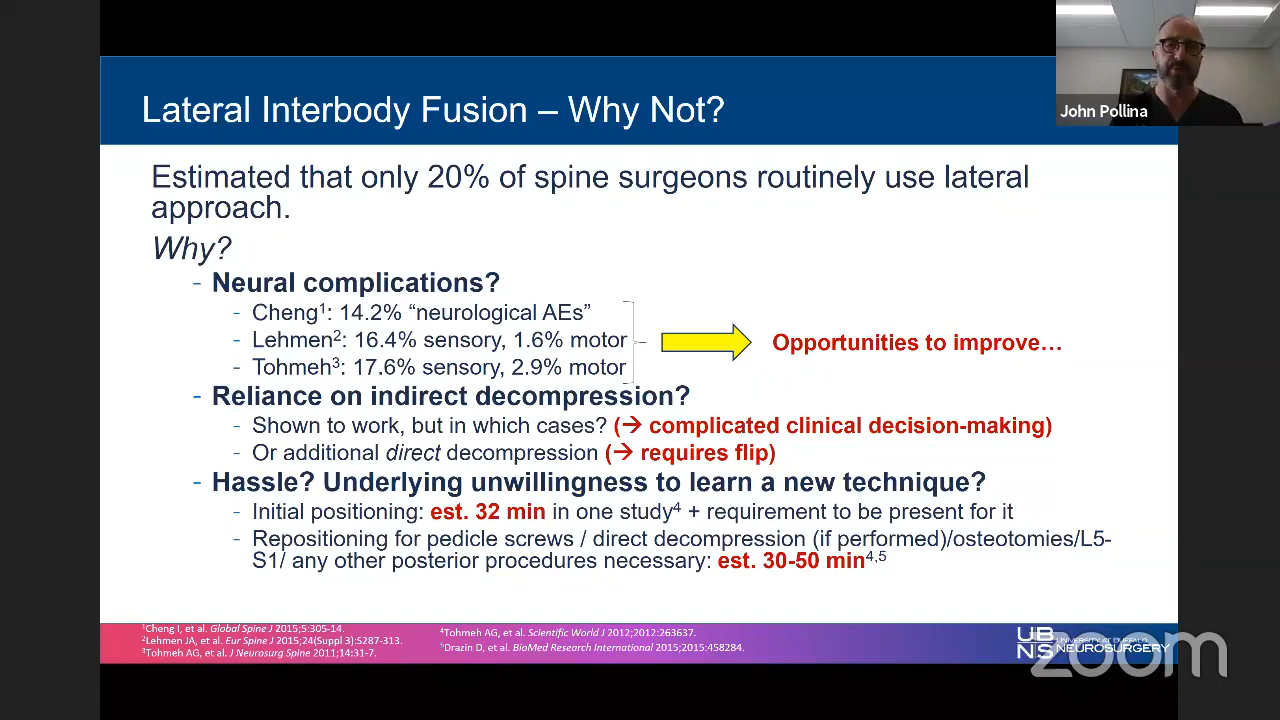 John Pollina
Lateral Interbody Fusion – Why Not?
Estimated that only 20% of spine surgeons routinely use lateral
approach.
Why?
- Neural complications?
- Cheng¹: 14.2% “neurological AEs”
- Lehmen²: 16.4% sensory, 1.6% motor
- Tohmeh³: 17.6% sensory, 2.9% motor
Opportunities to improve…
- Reliance on indirect decompression?
- Shown to work, but in which cases? (→ complicated clinical decision-making)
- Or additional direct decompression (→ requires flip)
- Hassle? Underlying unwillingness to learn a new technique?
- Initial positioning: est. 32 min in one study⁴ + requirement to be present for it
- Repositioning for pedicle screws / direct decompression (if performed)/osteotomies/L5-
S1/ any other posterior procedures necessary: est. 30-50 min⁴,⁵
¹Cheng I, et al. Global Spine J 2015;5:305-14.
²Lehmen JA, et al. Eur Spine J 2015;24(Suppl 3):S287-313.
³Tohmeh AG, et al. J Neurosurg Spine 2011;14:31-7.
⁴Tohmeh AG, et al. Scientific World J 2012;2012:263637.
⁵Drazin D, et al. BioMed Research International 2015;2015:458284.
UB
NS
UNIVERSITY AT BUFFALO
NEUROSURGERY
zoom